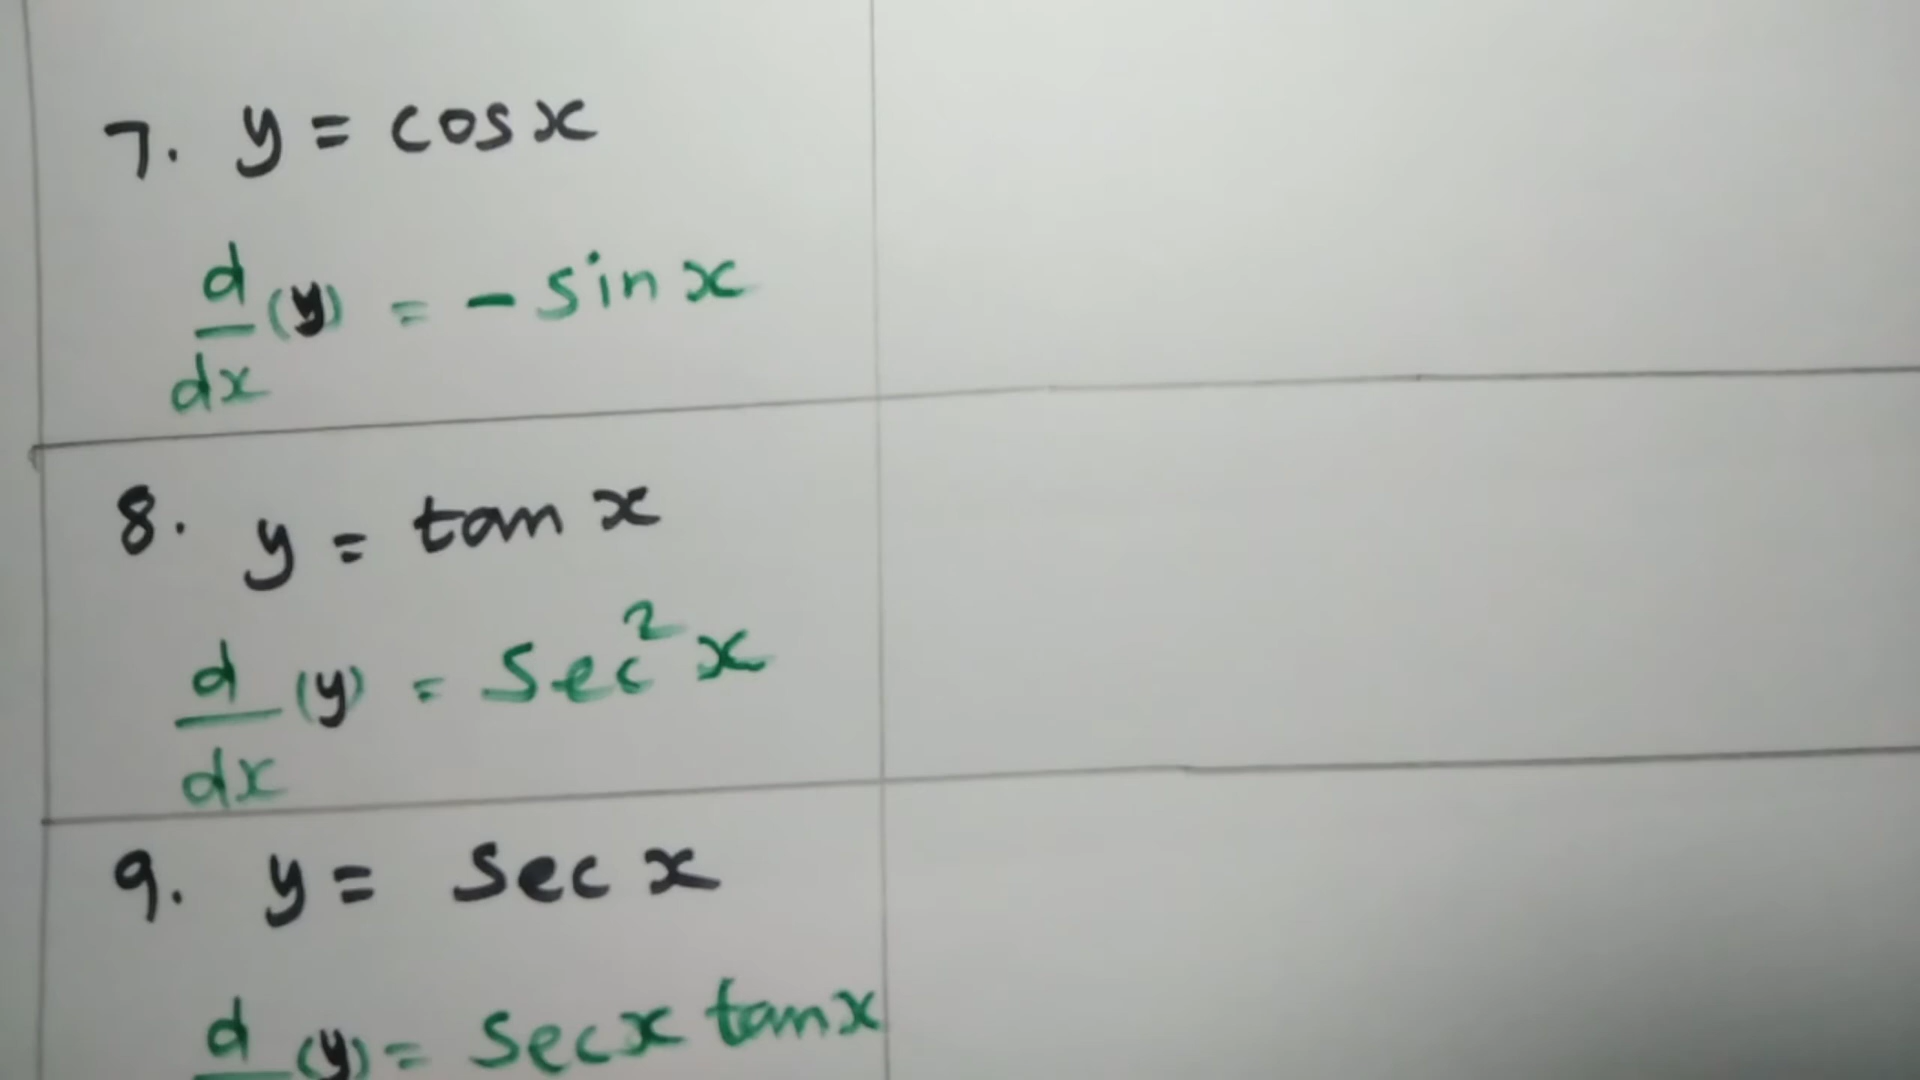 7. y = cos x
d/dx (y) = - sin x
8. y = tan x
d/dx (y) = sec² x
9. y = sec x
d (y) = sec x tan x